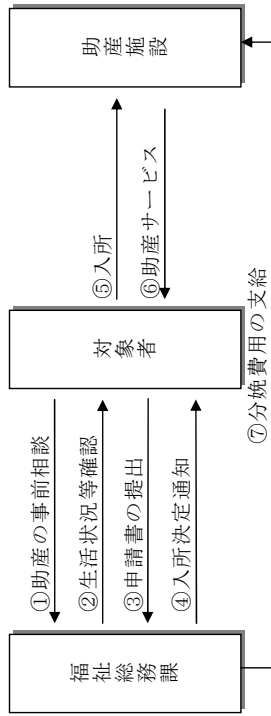 福祉総務課
①助産の事前相談
②生活状況等確認
③申請書の提出
④入所決定通知
対象者
⑤入所
⑥助産サービス
助産施設
⑦分娩費用の支給